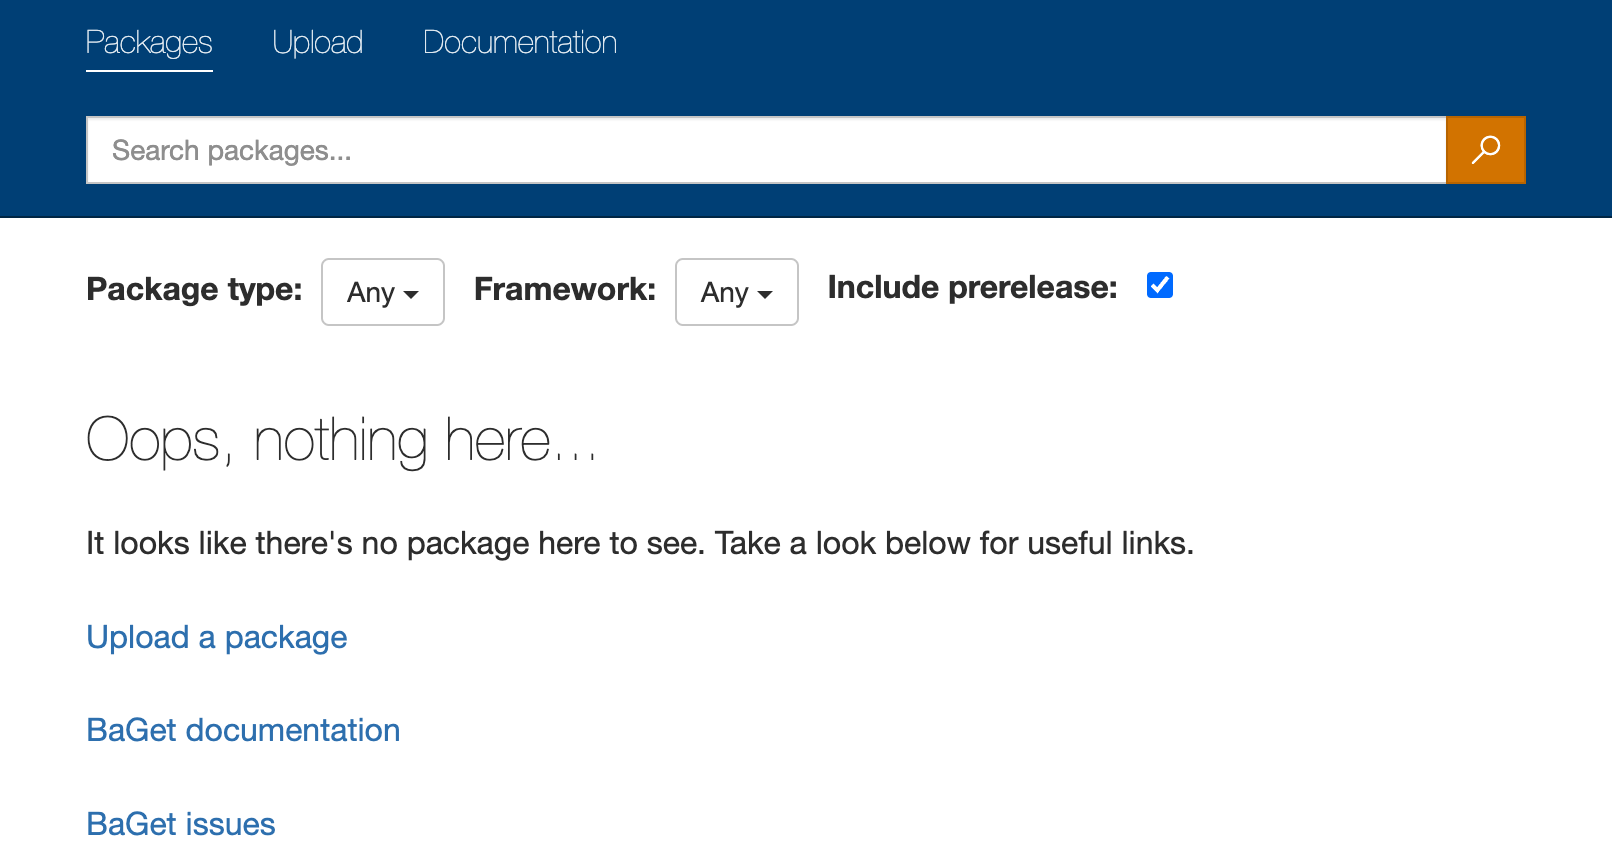 Packages Upload Documentation
Search packages...
Package type: Any Framework: Any Include prerelease:
Oops, nothing here...
It looks like there's no package here to see. Take a look below for useful links.
Upload a package
BaGet documentation
BaGet issues